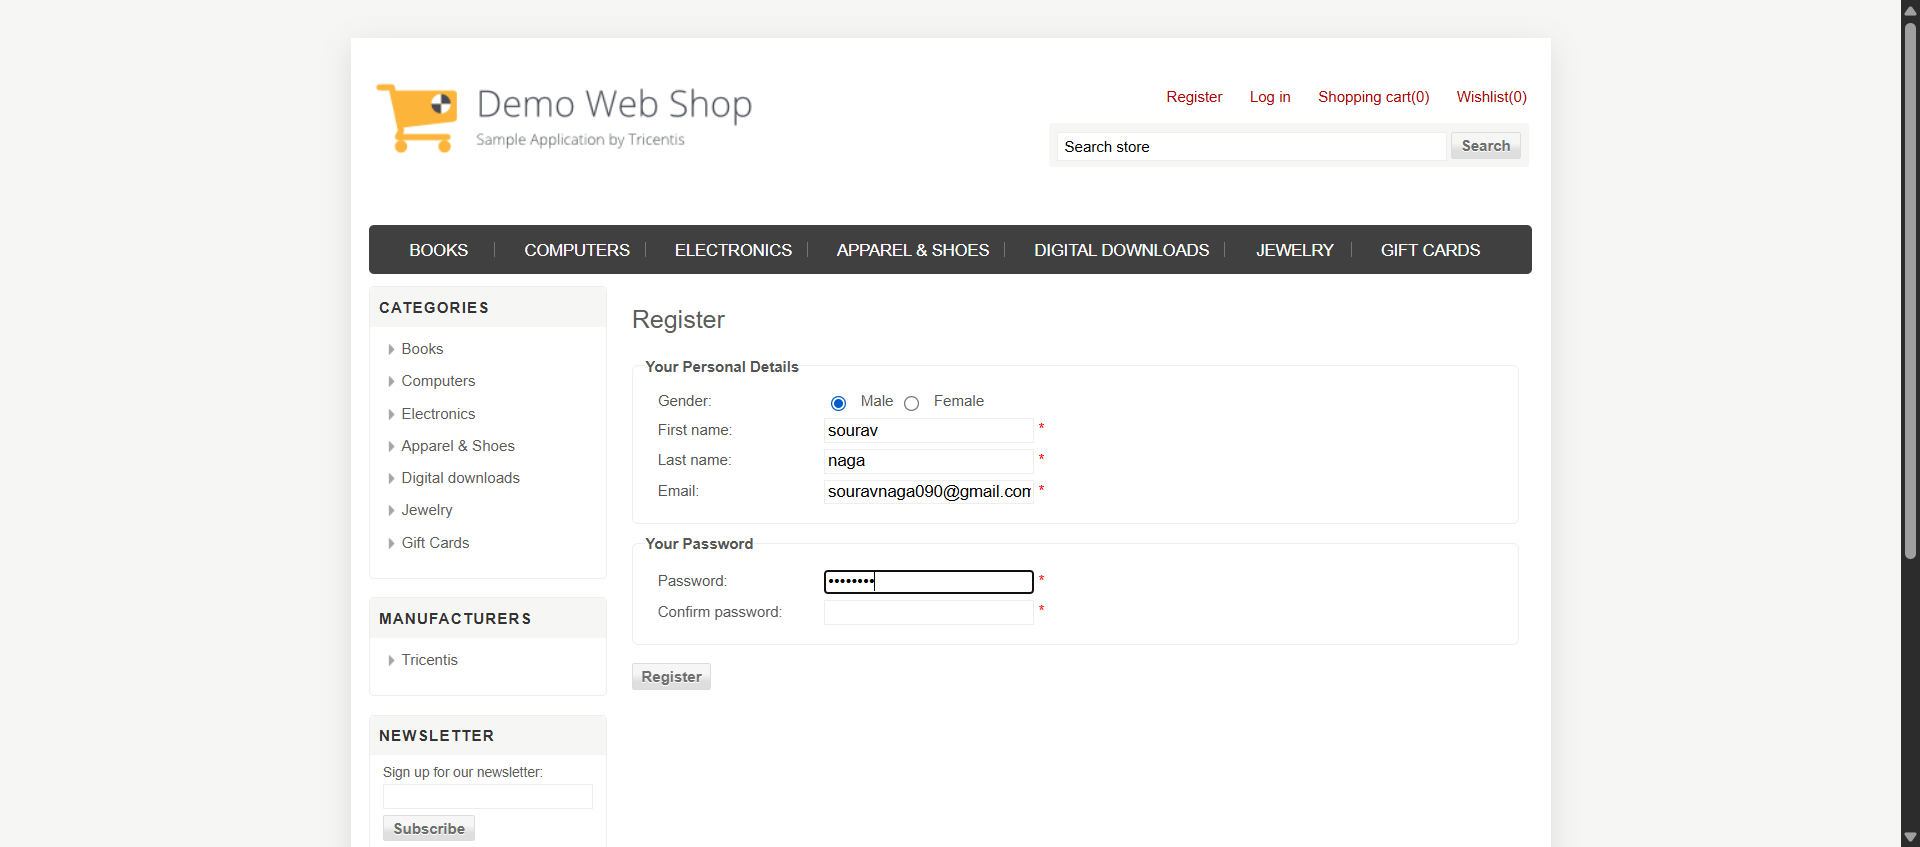 Demo Web Shop
Sample Application by Tricentis
Register Log in Shopping cart(0) Wishlist(0)
Search store Search
BOOKS COMPUTERS ELECTRONICS APPAREL & SHOES DIGITAL DOWNLOADS JEWELRY GIFT CARDS
CATEGORIES
Books
Computers
Electronics
Apparel & Shoes
Digital downloads
Jewelry
Gift Cards
MANUFACTURERS
Tricentis
NEWSLETTER
Sign up for our newsletter:
Subscribe
Register
Your Personal Details
Gender: Male Female
First name: sourav *
Last name: naga *
Email: souravnaga090@gmail.com *
Your Password
Password: •••••••• *
Confirm password: *
Register